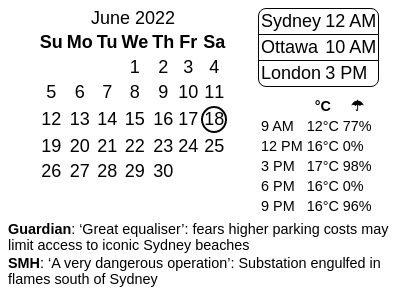 June 2022
Su Mo Tu We Th Fr Sa
1 2 3 4
5 6 7 8 9 10 11
12 13 14 15 16 17 18
19 20 21 22 23 24 25
26 27 28 29 30
Sydney 12 AM
Ottawa 10 AM
London 3 PM
°C ☂
9 AM 12°C 77%
12 PM 16°C 0%
3 PM 17°C 98%
6 PM 16°C 0%
9 PM 16°C 96%
Guardian: ‘Great equaliser’: fears higher parking costs may
limit access to iconic Sydney beaches
SMH: ‘A very dangerous operation’: Substation engulfed in
flames south of Sydney